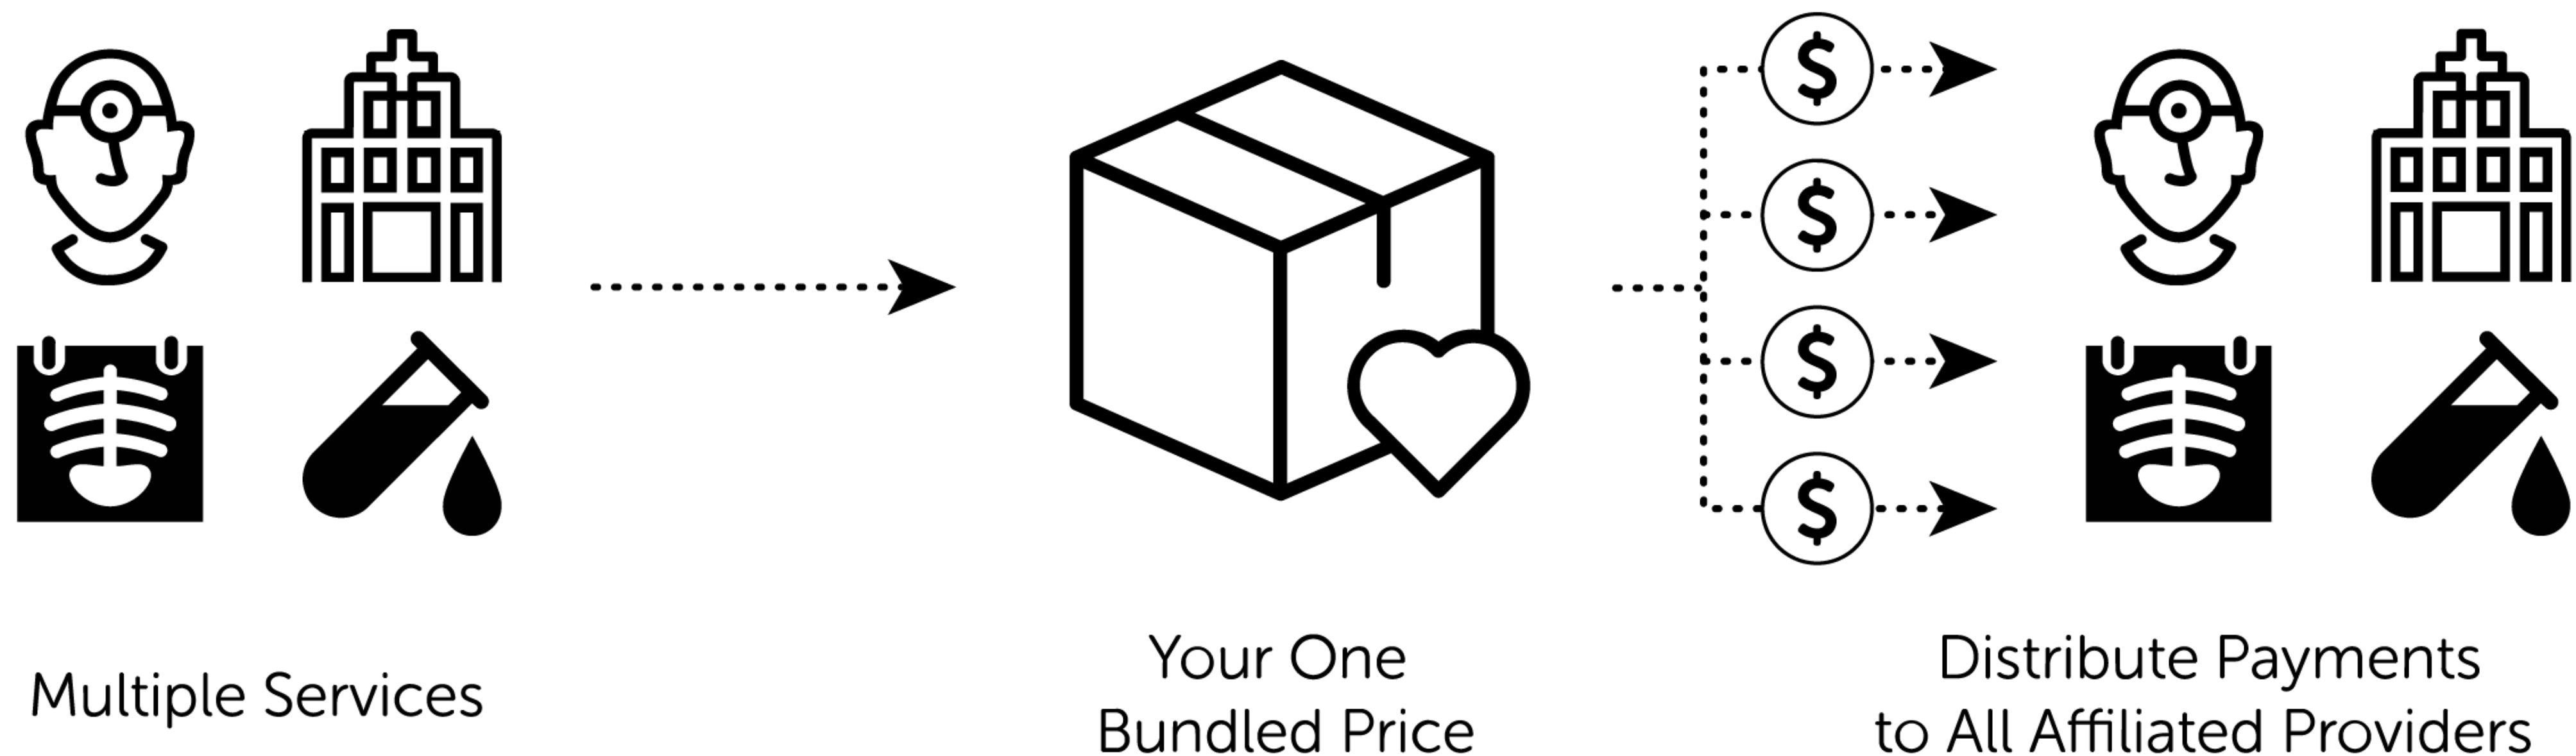 $
$
$
$
Multiple Services
Your One
Bundled Price
Distribute Payments
to All Affiliated Providers